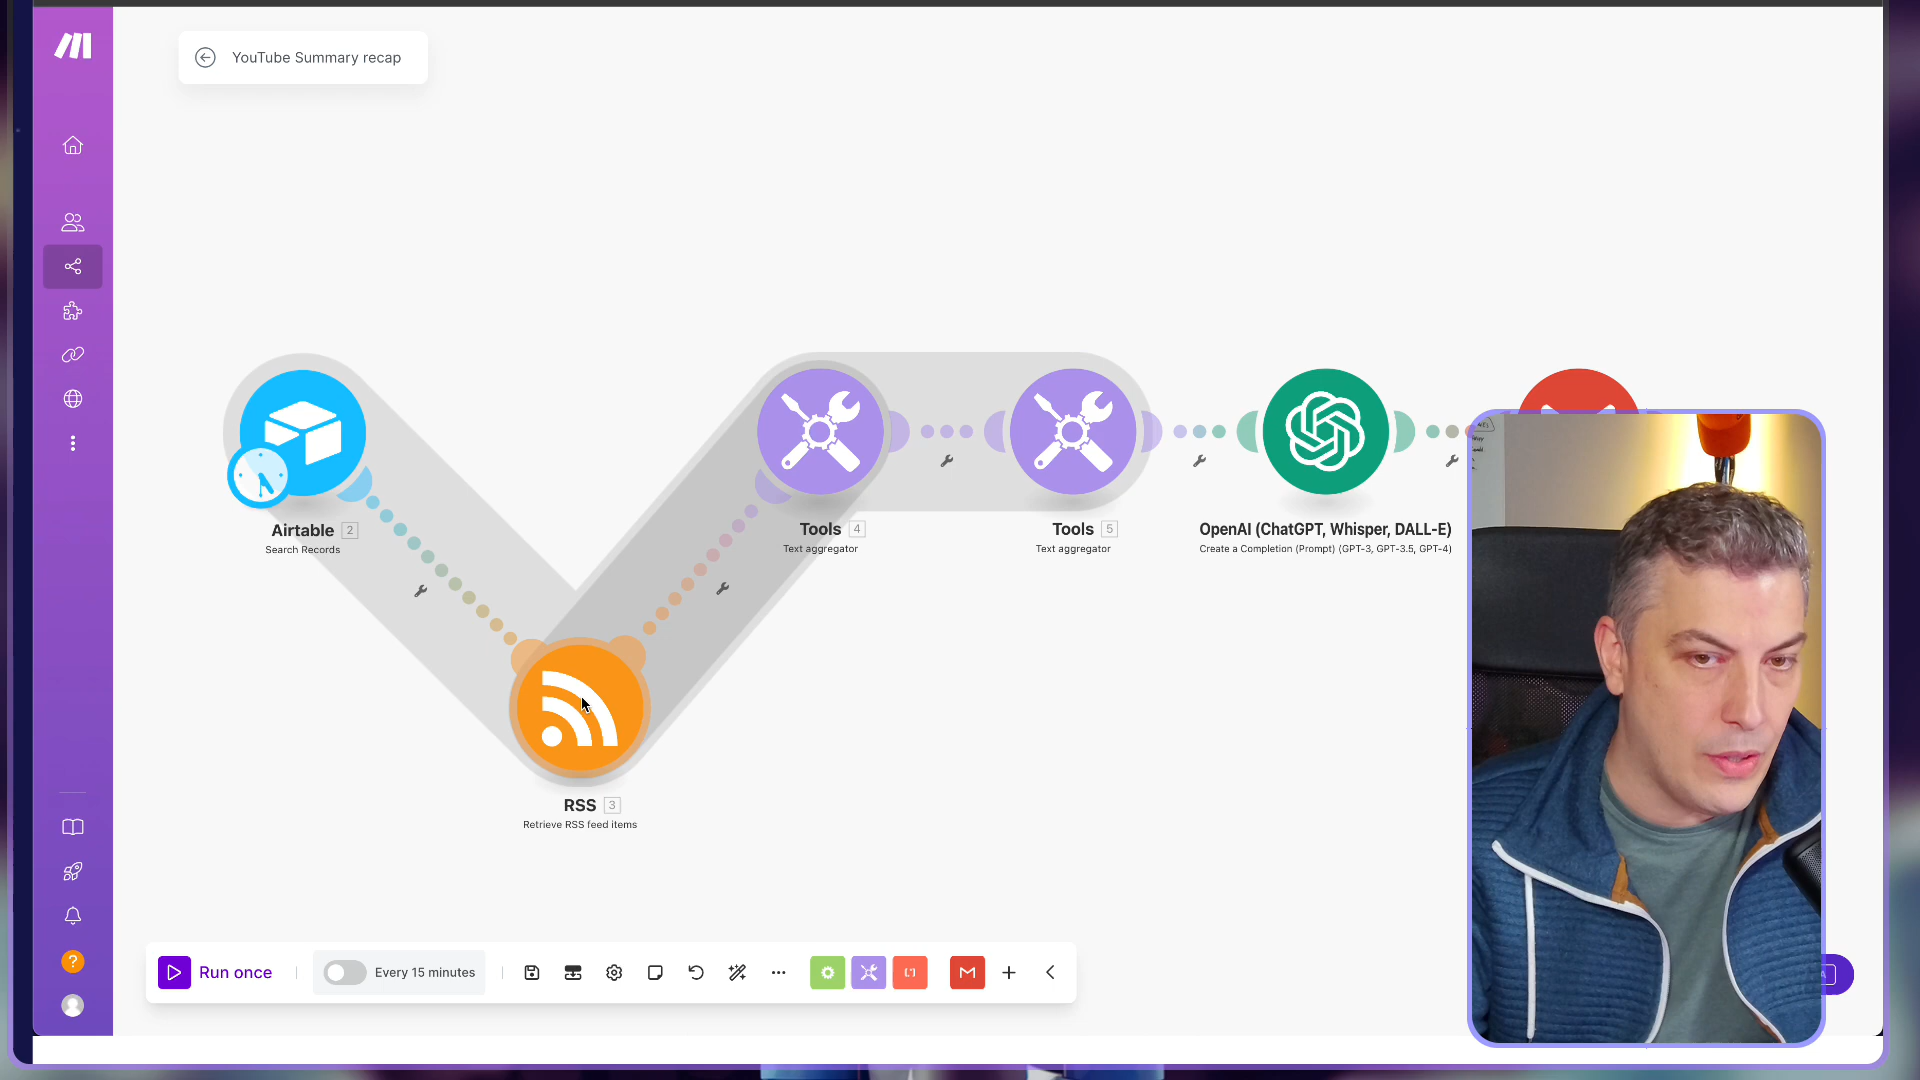 YouTube Summary recap
Airtable 2
Search Records
Tools 4
Text aggregator
Tools 5
Text aggregator
OpenAI (ChatGPT, Whisper, DALL-E)
Create a Completion (Prompt) (GPT-3, GPT-3.5, GPT-4)
RSS 3
Retrieve RSS feed items
?
Run once
Every 15 minutes